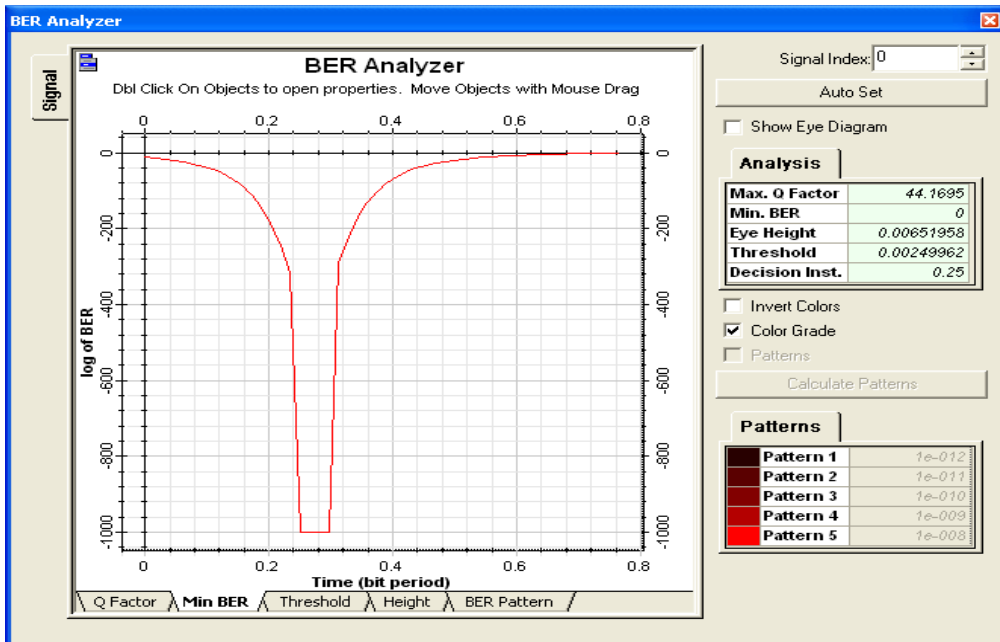 BER Analyzer
Signal
BER Analyzer
Dbl Click On Objects to open properties. Move Objects with Mouse Drag
0 0.2 0.4 0.6 0.8
log of BER
0 0
-200 -200
-400 -400
-600 -600
-800 -800
-1000 -1000
0 0.2 0.4 0.6 0.8
Time (bit period)
Q Factor Min BER Threshold Height BER Pattern
Signal Index: 0
Auto Set
Show Eye Diagram
Analysis
Max. Q Factor 44.1695
Min. BER 0
Eye Height 0.00651958
Threshold 0.00249962
Decision Inst. 0.25
Invert Colors
Color Grade
Patterns
Calculate Patterns
Patterns
Pattern 1 1e-012
Pattern 2 1e-011
Pattern 3 1e-010
Pattern 4 1e-009
Pattern 5 1e-008